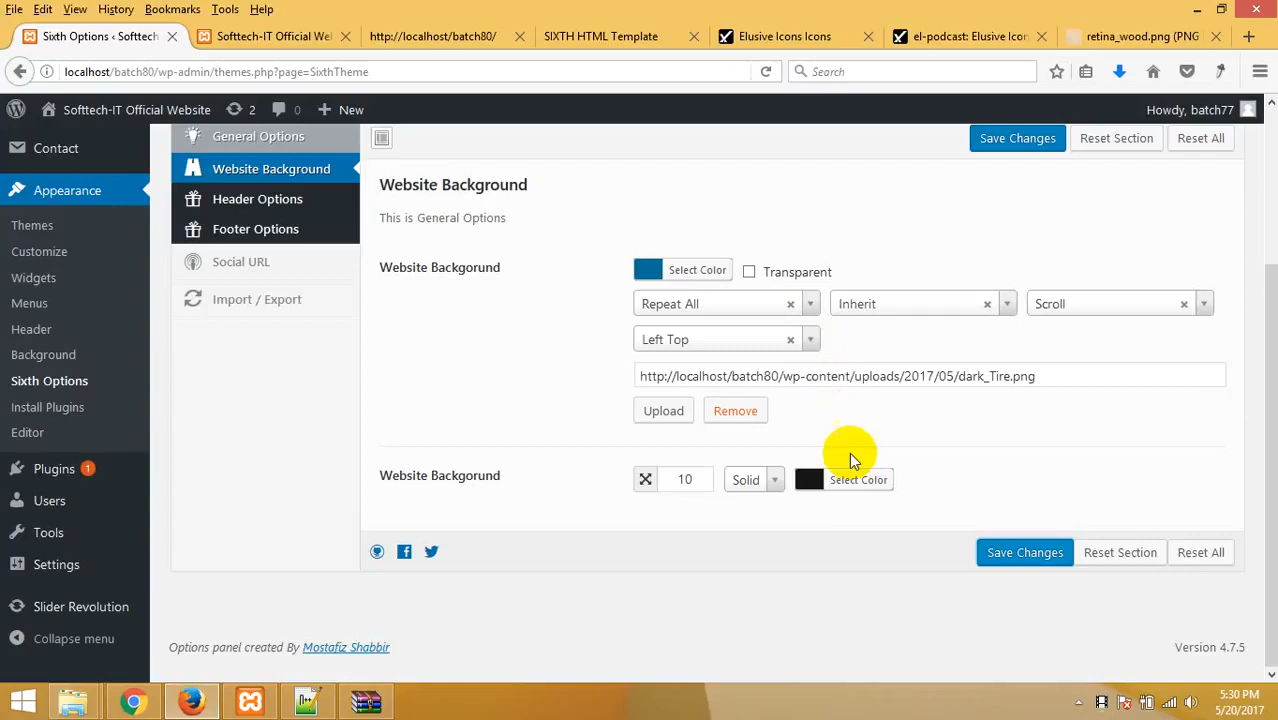 File Edit View History Bookmarks Tools Help
Sixth Options ‹ Softtech
Softtech-IT Official Wel
http://localhost/batch80/
SIXTH HTML Template
Elusive Icons Icons
el-podcast: Elusive Icon
retina_wood.png (PNG
localhost/batch80/wp-admin/themes.php?page=SixthTheme
Search
Softtech-IT Official Website 2 0 New
Howdy, batch77
Contact
Appearance
Themes
Customize
Widgets
Menus
Header
Background
Sixth Options
Install Plugins
Editor
Plugins 1
Users
Tools
Settings
Slider Revolution
Collapse menu
General Options
Website Background
Header Options
Footer Options
Social URL
Import / Export
Save Changes Reset Section Reset All
Website Background
This is General Options
Website Backgorund
Select Color Transparent
Repeat All Inherit Scroll
Left Top
http://localhost/batch80/wp-content/uploads/2017/05/dark_Tire.png
Upload Remove
Website Backgorund
10 Solid Select Color
Save Changes Reset Section Reset All
Options panel created By Mostafiz Shabbir
Version 4.7.5
5:30 PM
5/20/2017